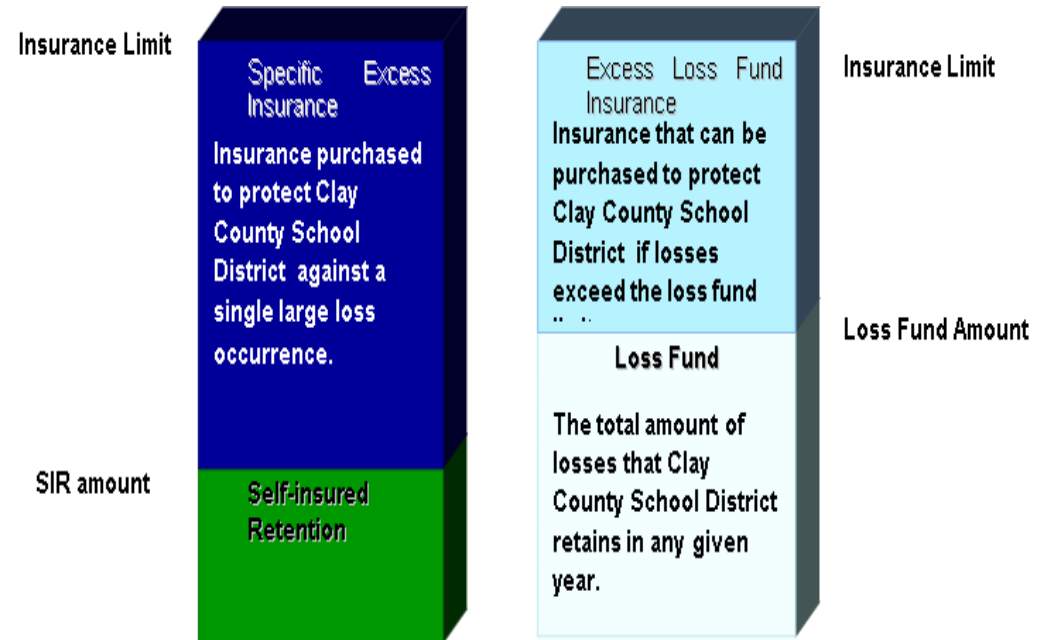 Insurance Limit
Specific Excess
Insurance
Insurance purchased
to protect Clay
County School
District against a
single large loss
occurrence.
SIR amount
Self-insured
Retention
Excess Loss Fund
Insurance
Insurance that can be
purchased to protect
Clay County School
District if losses
exceed the loss fund
Insurance Limit
Loss Fund Amount
Loss Fund
The total amount of
losses that Clay
County School District
retains in any given
year.